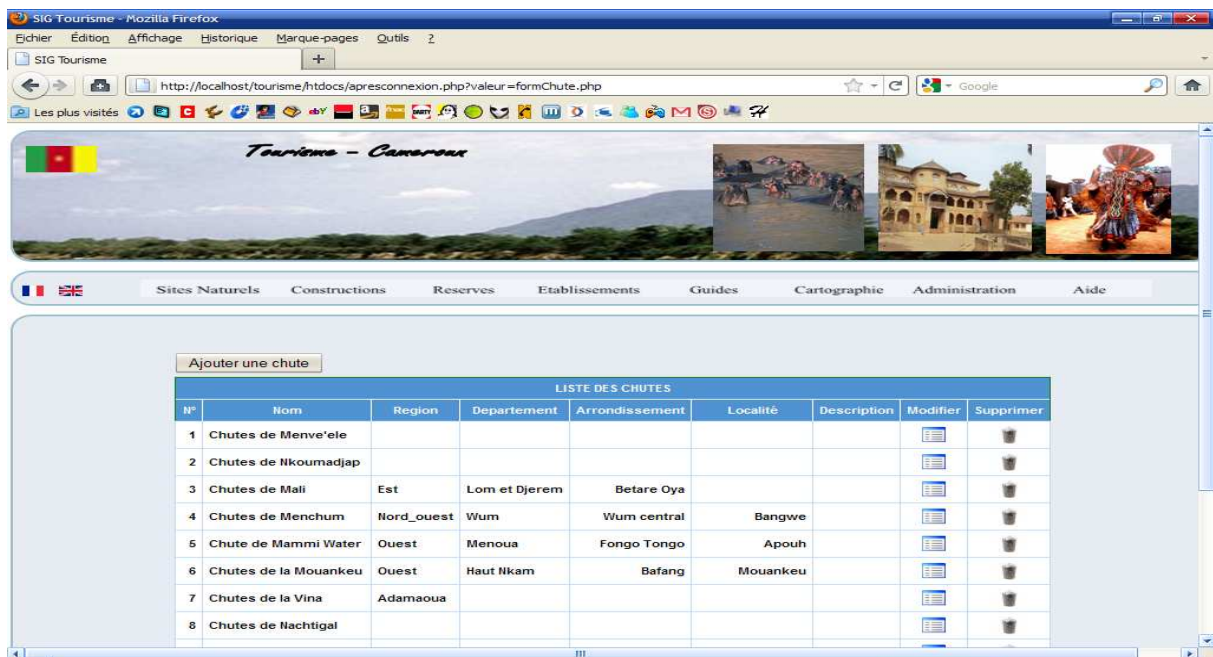 SIG Tourisme - Mozilla Firefox
Fichier Édition Affichage Historique Marque-pages Outils ?
SIG Tourisme
http://localhost/tourisme/htdocs/apresconnexion.php?valeur=formChute.php
Google
Les plus visités
Tourisme - Cameroun
Sites Naturels Constructions Reserves Etablissements Guides Cartographie Administration Aide
Ajouter une chute
LISTE DES CHUTES
N° Nom Region Departement Arrondissement Localité Description Modifier Supprimer
1 Chutes de Menve'ele
2 Chutes de Nkoumadjap
3 Chutes de Mali Est Lom et Djerem Betare Oya
4 Chutes de Menchum Nord_ouest Wum Wum central Bangwe
5 Chute de Mammi Water Ouest Menoua Fongo Tongo Apouh
6 Chutes de la Mouankeu Ouest Haut Nkam Bafang Mouankeu
7 Chutes de la Vina Adamaoua
8 Chutes de Nachtigal